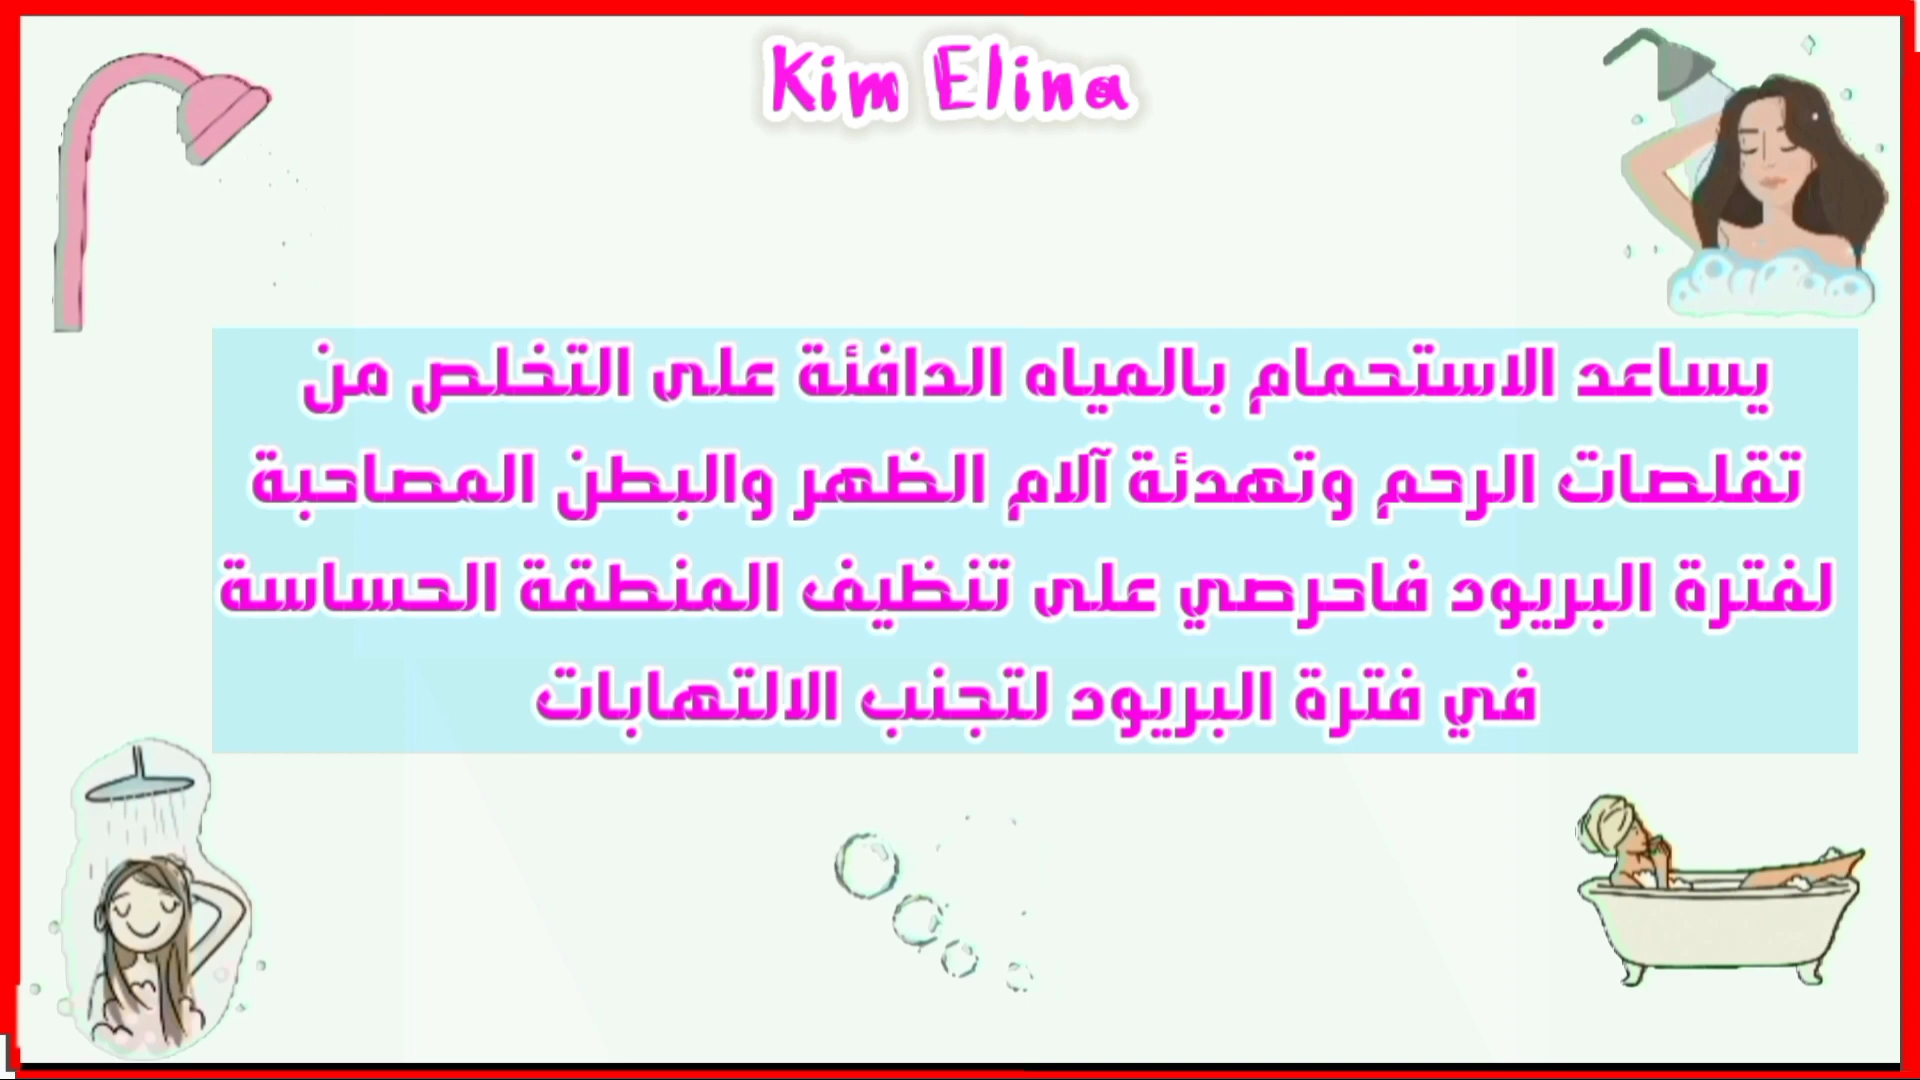 Kim Elina
يساعد الاستحمام بالمياه الدافئة على التخلص من
تقلصات الرحم وتهدئة آلام الظهر والبطن المصاحبة
لفترة البريود فاحرصي على تنظيف المنطقة الحساسة
في فترة البريود لتجنب الالتهابات